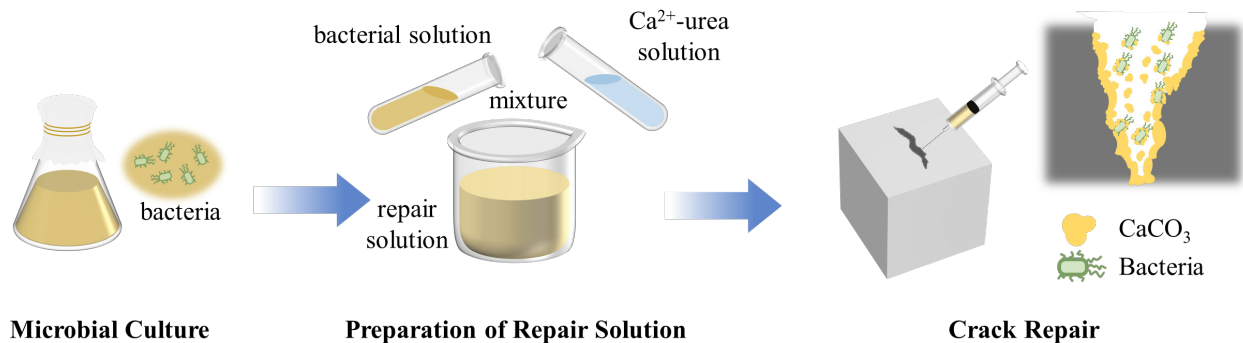 bacteria
Microbial Culture
bacterial solution
Ca²⁺-urea
solution
mixture
repair
solution
Preparation of Repair Solution
CaCO₃
Bacteria
Crack Repair